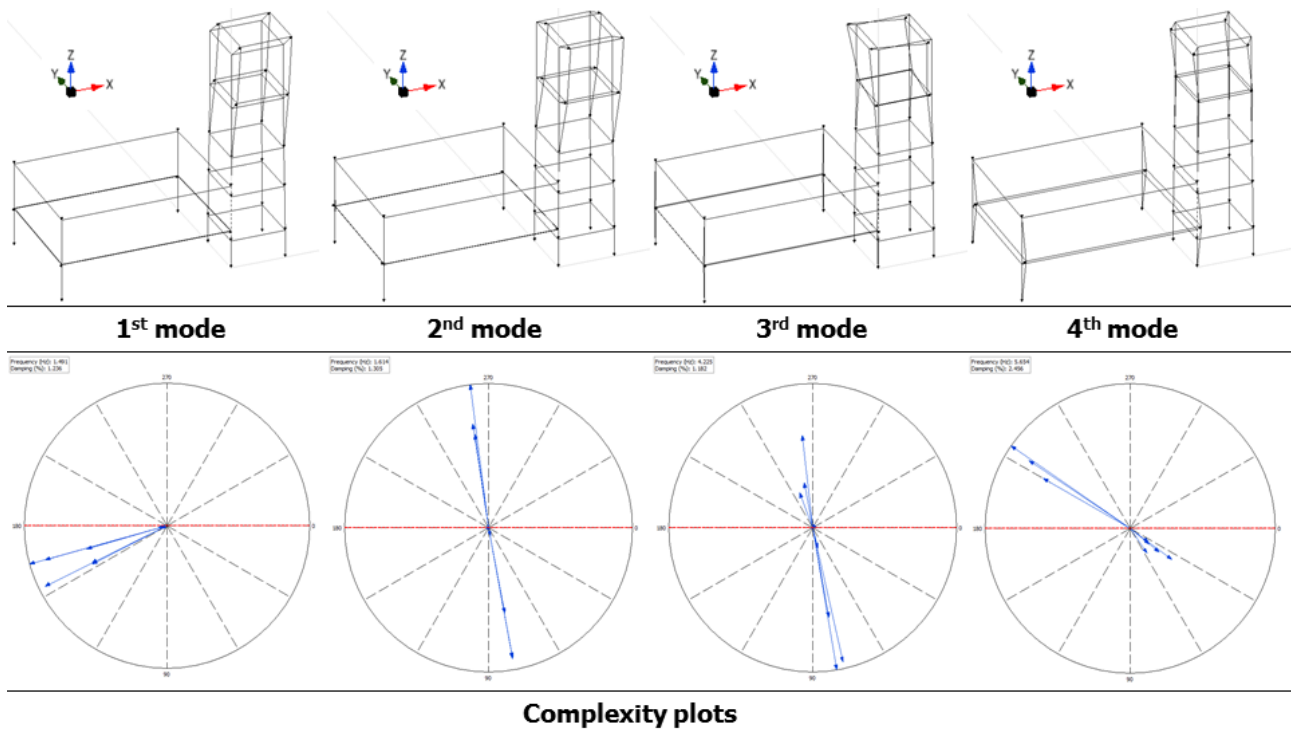 Z
Y
X
Z
Y
X
Z
Y
X
Z
Y
X
1st mode
2nd mode
3rd mode
4th mode
Frequency (Hz): 1.481
Damping (%): 1.236
Frequency (Hz): 1.614
Damping (%): 1.305
Frequency (Hz): 4.225
Damping (%): 1.182
Frequency (Hz): 5.654
Damping (%): 2.456
270
270
270
270
180
0
180
0
180
0
180
0
90
90
90
90
Complexity plots